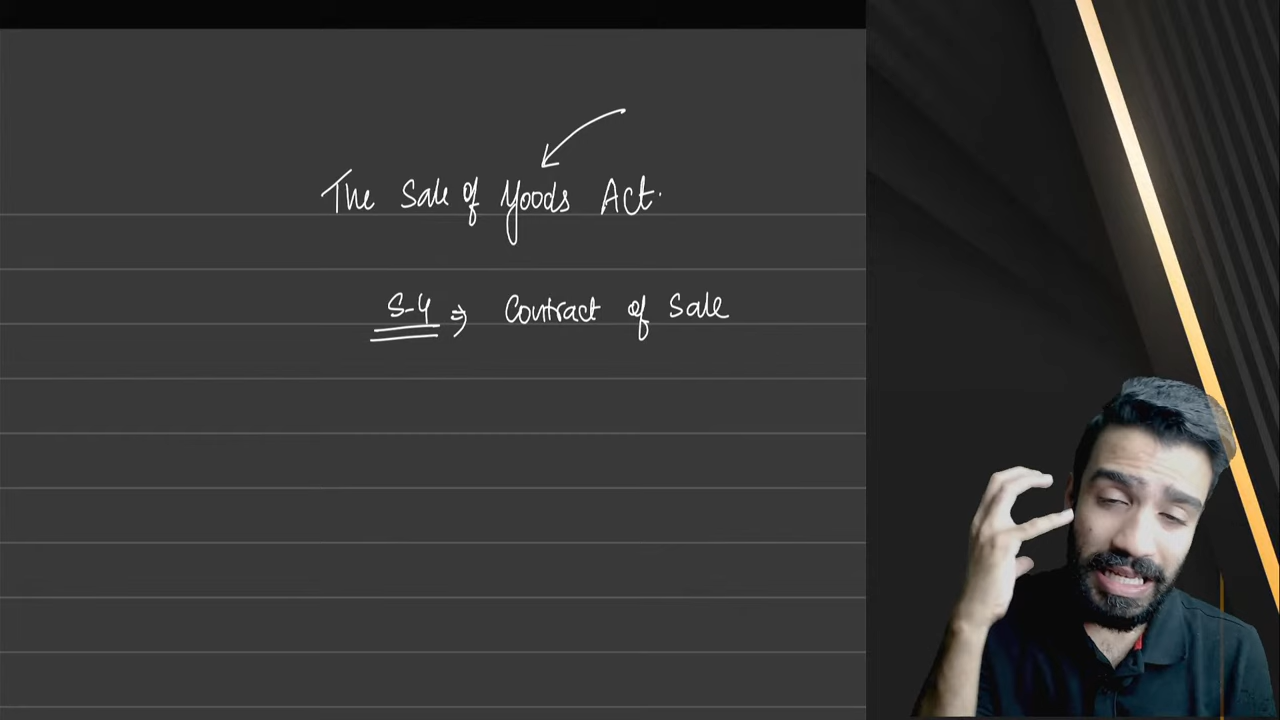 The Sale of Goods Act.
S-4 ⇒ Contract of Sale